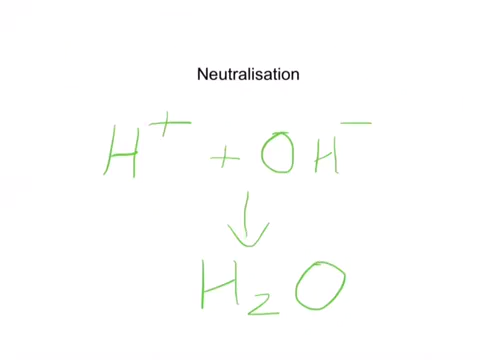 Neutralisation
H⁺ + OH⁻
↓
H₂O